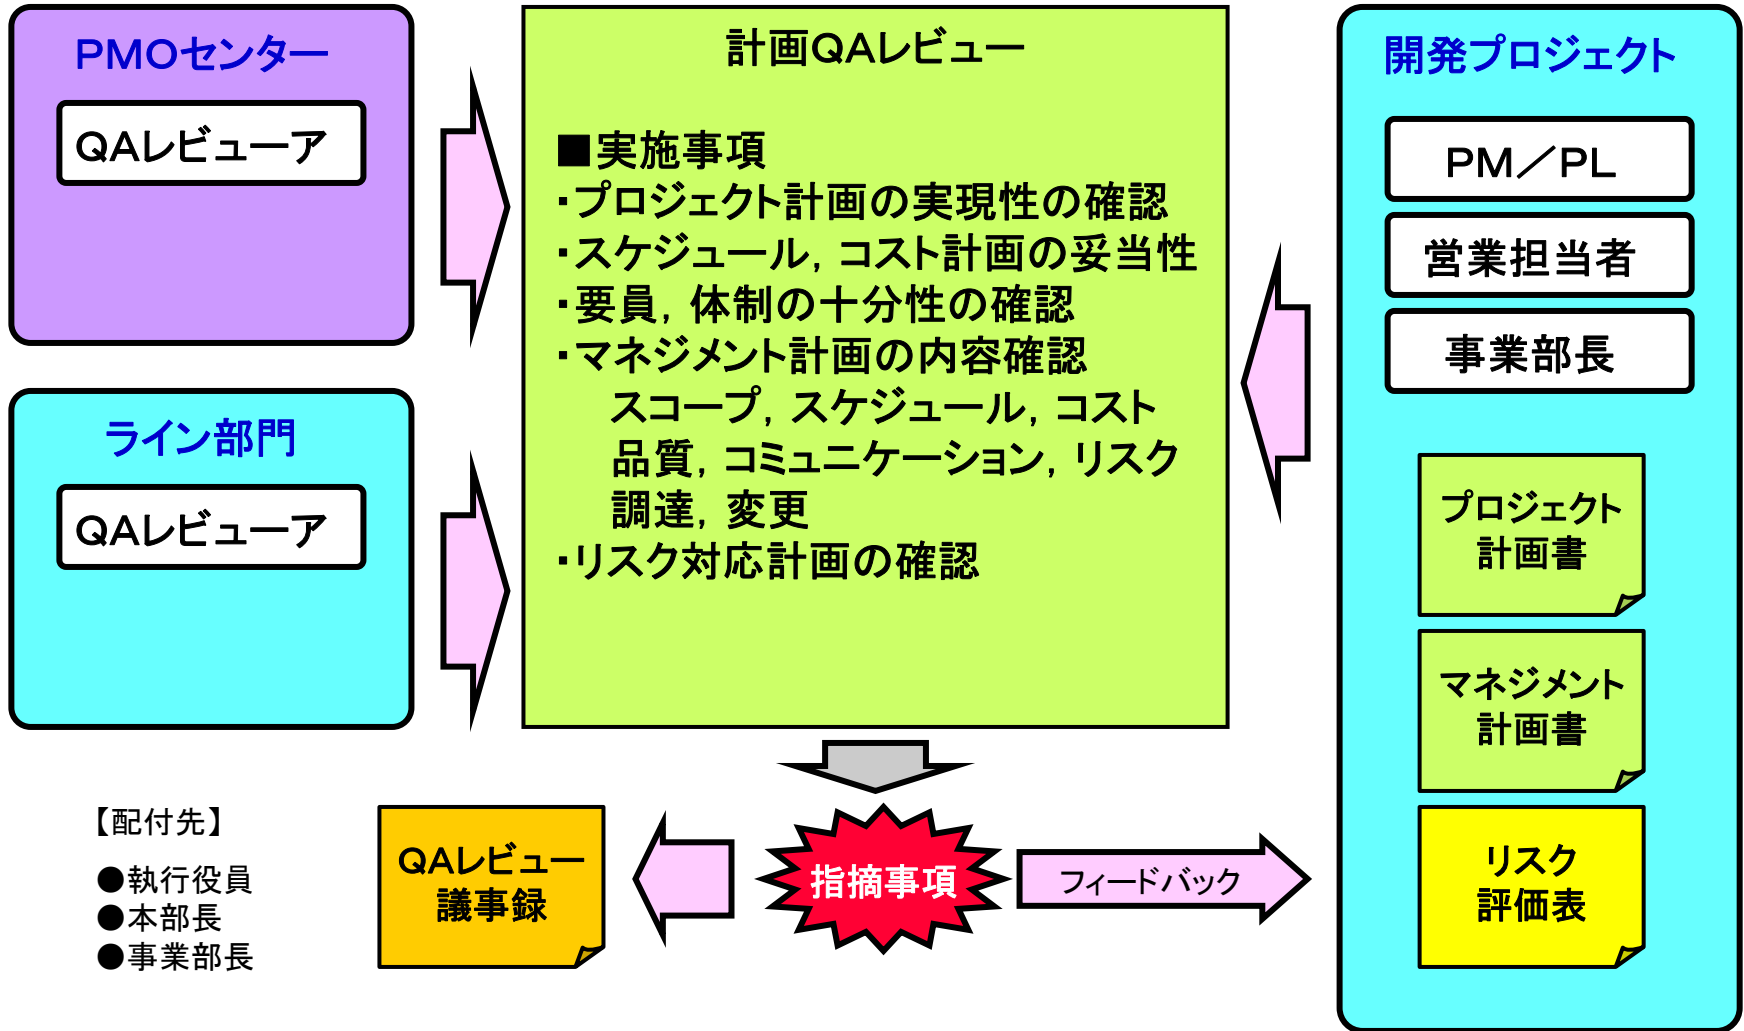 PMOセンター
QAレビューア
ライン部門
QAレビューア
計画QAレビュー
■実施事項
・プロジェクト計画の実現性の確認
・スケジュール，コスト計画の妥当性
・要員，体制の十分性の確認
・マネジメント計画の内容確認
スコープ，スケジュール，コスト
品質，コミュニケーション，リスク
調達，変更
・リスク対応計画の確認
開発プロジェクト
PM／PL
営業担当者
事業部長
プロジェクト
計画書
マネジメント
計画書
リスク
評価表
指摘事項
フィードバック
QAレビュー
議事録
【配付先】
●執行役員
●本部長
●事業部長